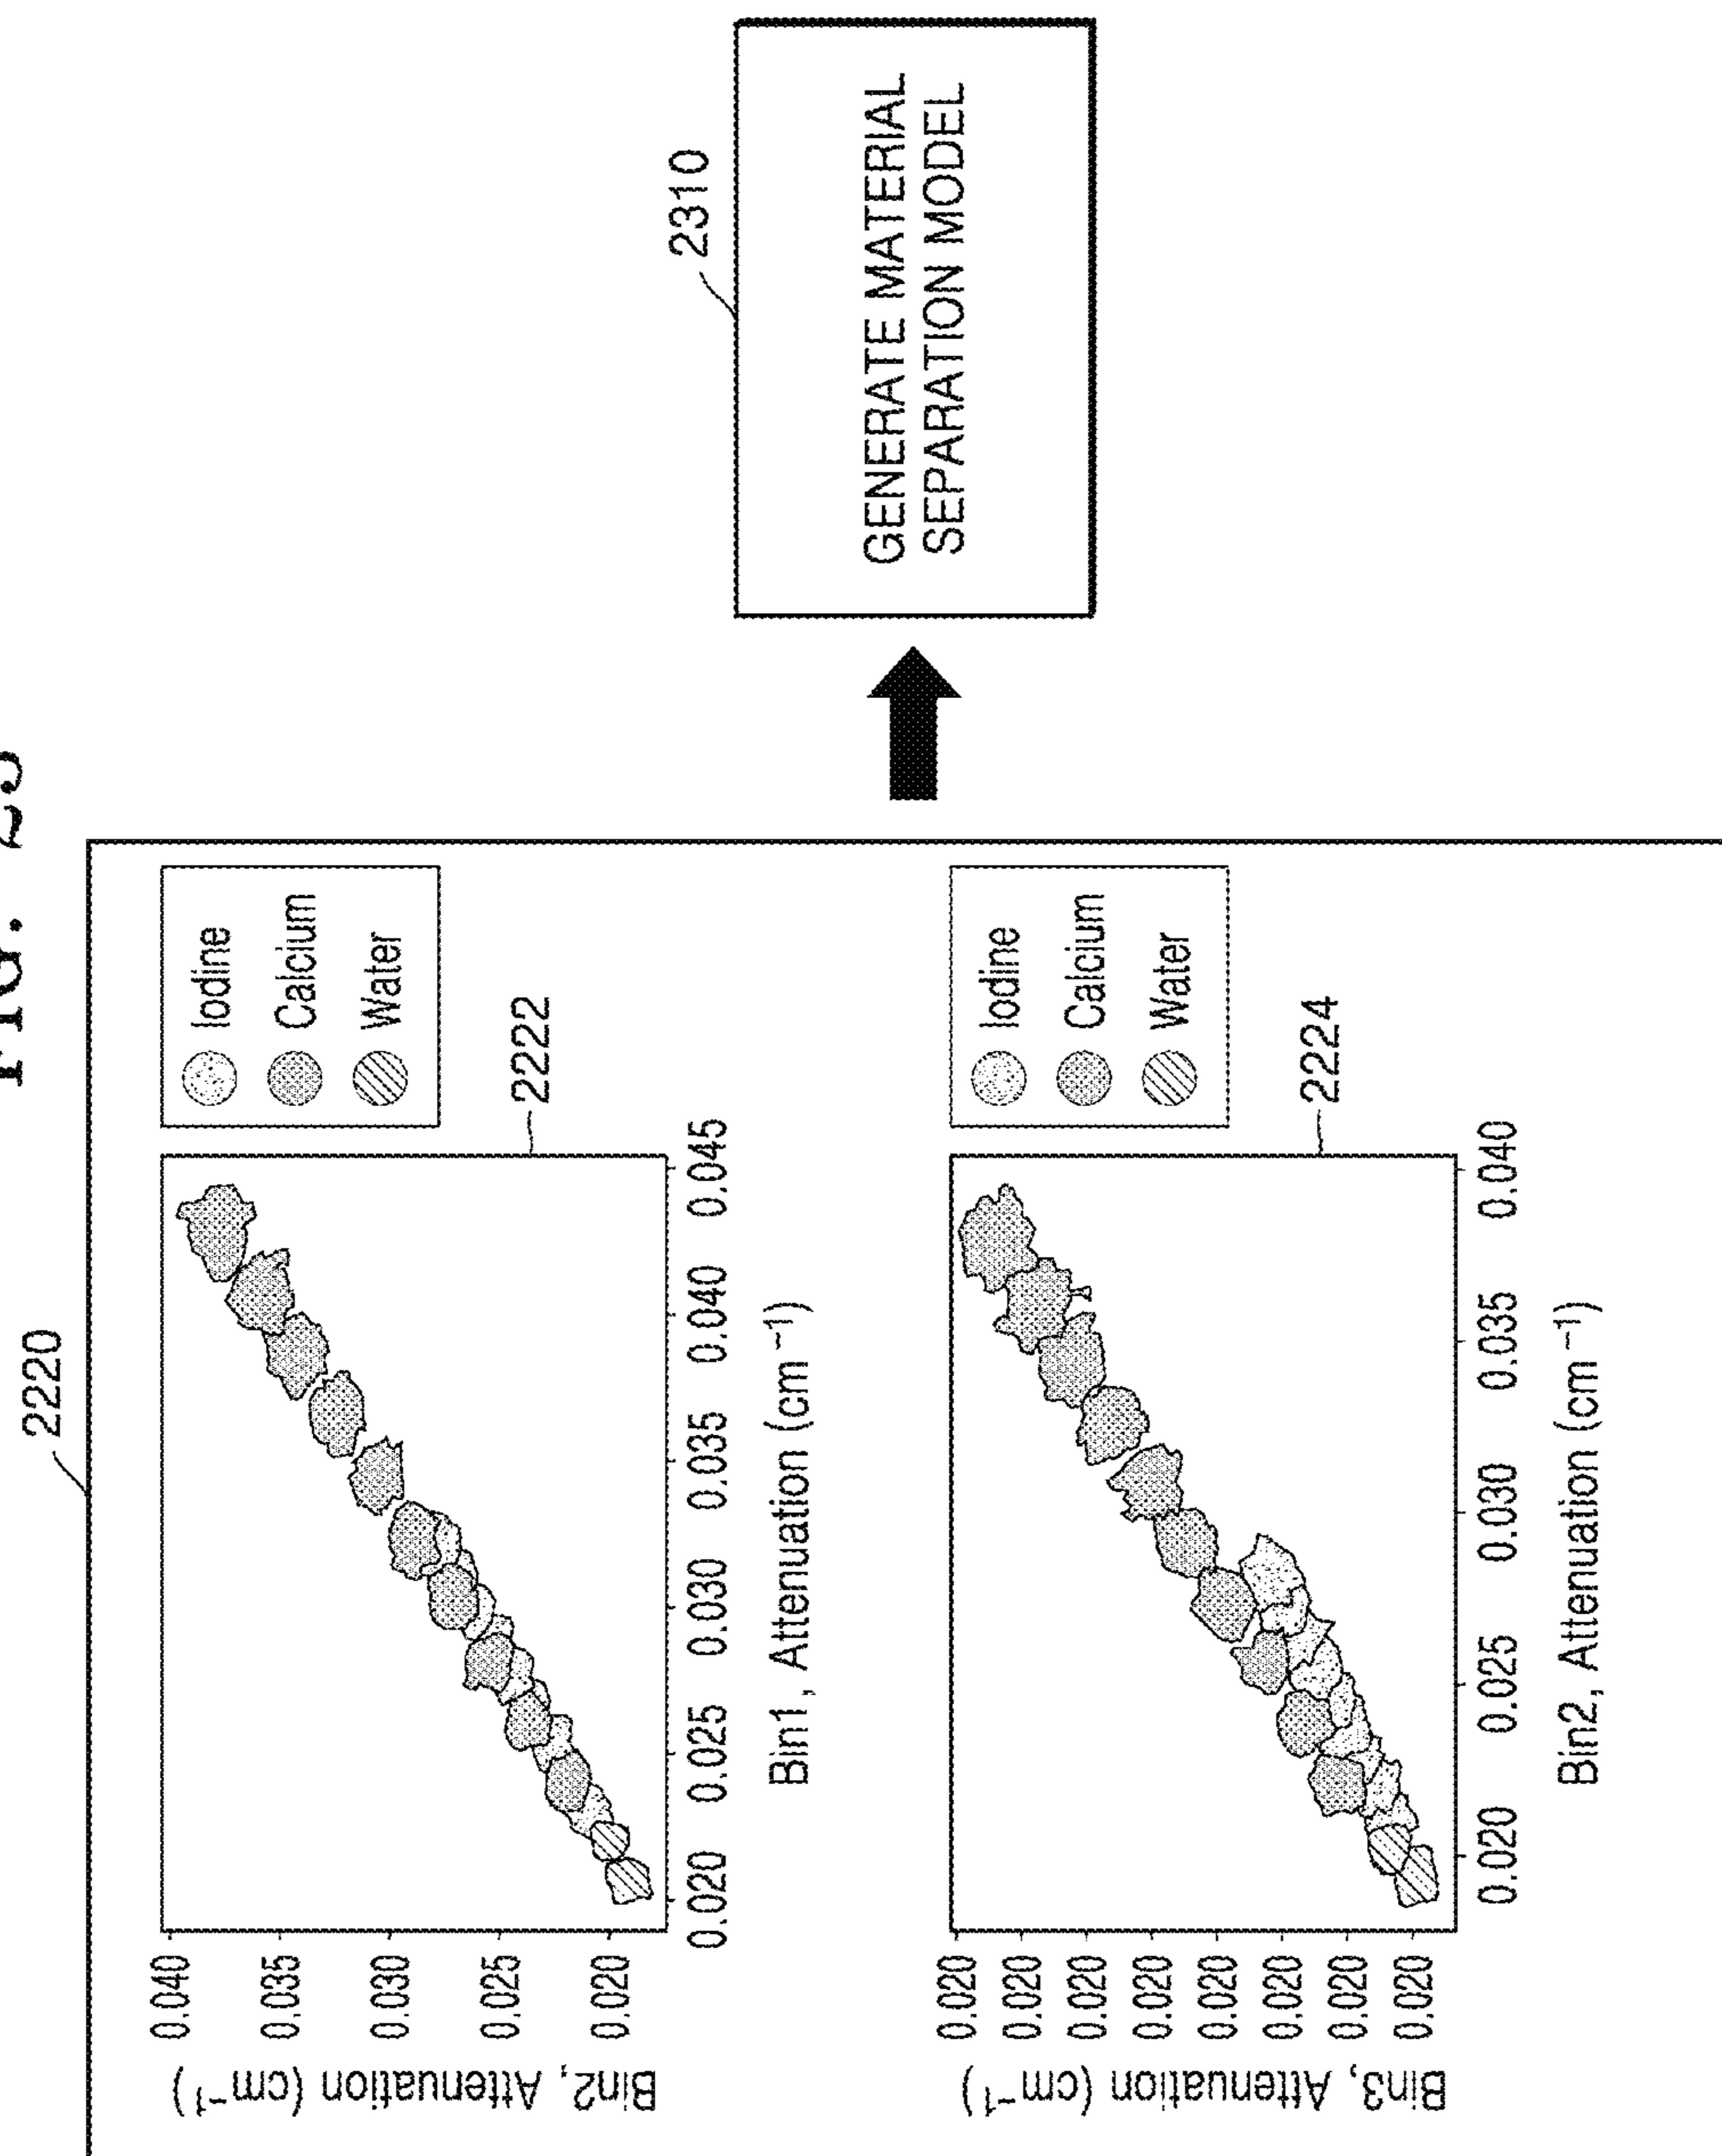 2220
Bin2, Attenuation (cm⁻¹)
0.040
0.035
0.030
0.025
0.020
0.020
0.025
0.030
0.035
0.040
0.045
Bin1, Attenuation (cm⁻¹)
2222
Iodine
Calcium
Water
Bin3, Attenuation (cm⁻¹)
0.020
0.020
0.020
0.020
0.020
0.020
0.020
0.020
0.020
0.025
0.030
0.035
0.040
Bin2, Attenuation (cm⁻¹)
2224
Iodine
Calcium
Water
2310
GENERATE MATERIAL
SEPARATION MODEL